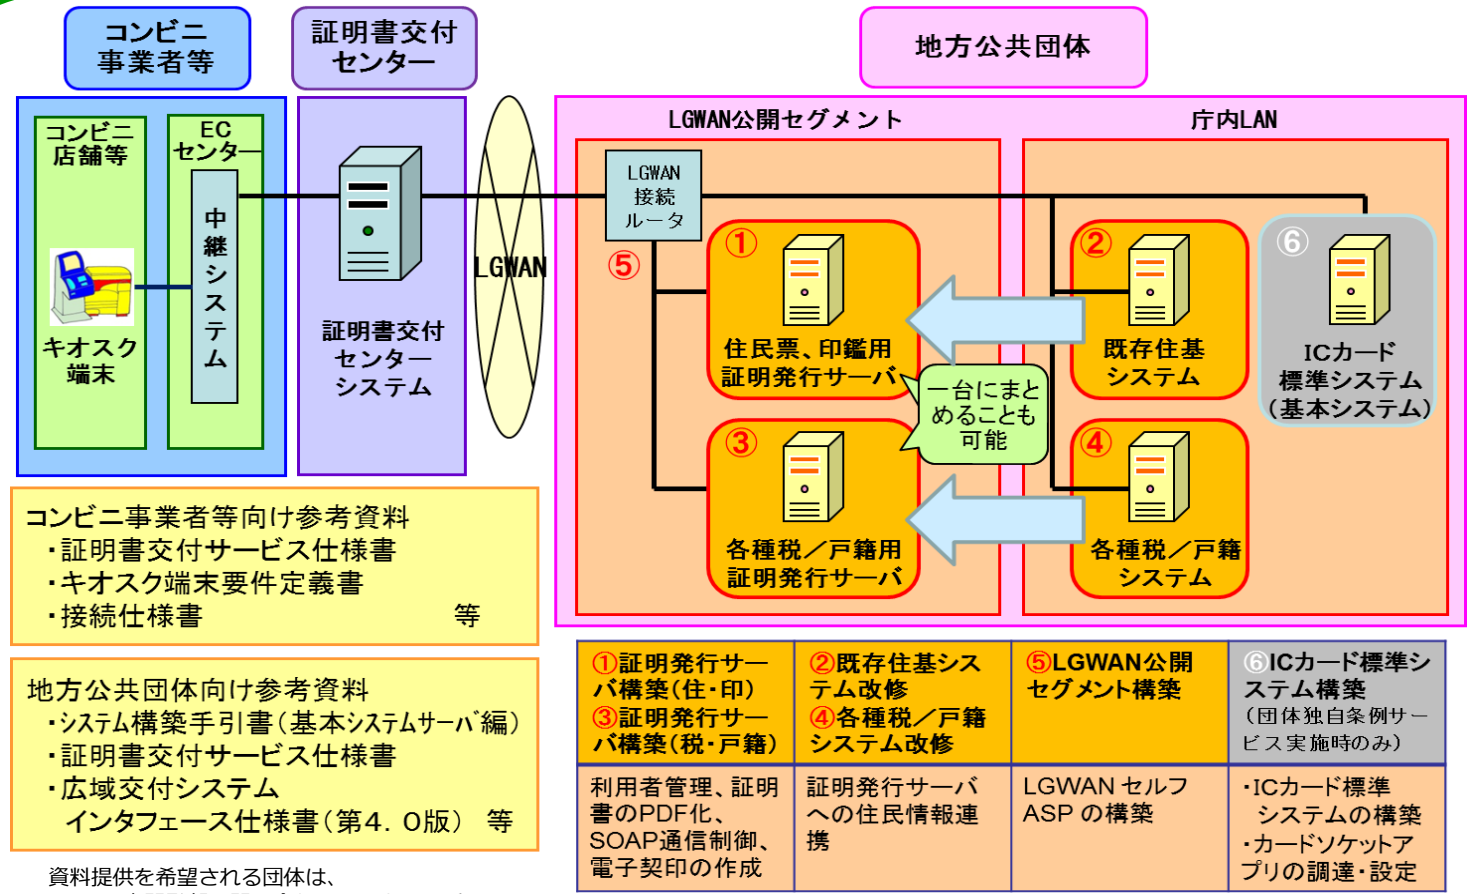 コンビニ
事業者等
証明書交付
センター
地方公共団体
コンビニ
店舗等
キオスク
端末
EC
センター
中継システム
証明書交付
センター
システム
LGWAN
LGWAN公開セグメント
庁内LAN
LGWAN
接続
ルータ
⑤
①
住民票、印鑑用
証明発行サーバ
一台にまと
めることも
可能
③
各種税／戸籍用
証明発行サーバ
②
既存住基
システム
④
各種税／戸籍
システム
⑥
ICカード
標準システム
（基本システム）
コンビニ事業者等向け参考資料
・証明書交付サービス仕様書
・キオスク端末要件定義書
・接続仕様書　　　　　　　　　等
地方公共団体向け参考資料
・システム構築手引書（基本システムサーバ編）
・証明書交付サービス仕様書
・広域交付システム
インタフェース仕様書（第４．０版）　等
資料提供を希望される団体は、
①証明発行サー
バ構築（住・印）
③証明発行サー
バ構築（税・戸籍）
②既存住基シス
テム改修
④各種税／戸籍
システム改修
⑤LGWAN公開
セグメント構築
⑥ICカード標準シ
ステム構築
（団体独自条例サー
ビス実施時のみ）
利用者管理、証明
書のPDF化、
SOAP通信制御、
電子契印の作成
証明発行サーバ
への住民情報連
携
LGWAN セルフ
ASP の構築
・ICカード標準
システムの構築
・カードソケットア
プリの調達・設定